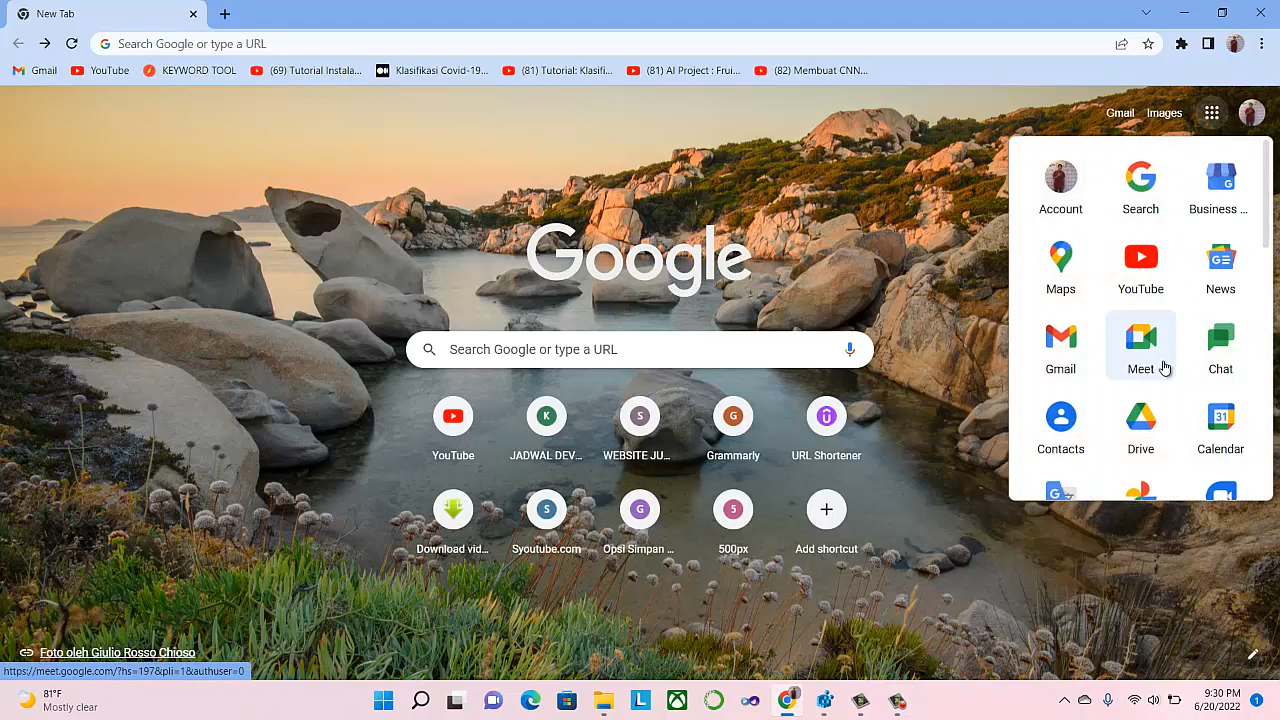 New Tab
Search Google or type a URL
Gmail
YouTube
KEYWORD TOOL
(69) Tutorial Instala...
Klasifikasi Covid-19...
(81) Tutorial: Klasifi...
(81) AI Project : Frui...
(82) Membuat CNN...
Gmail
Images
Account
Search
Business ...
Maps
YouTube
News
Gmail
Meet
Chat
Contacts
Drive
31
Calendar
Google
Search Google or type a URL
YouTube
K
JADWAL DEV...
S
WEBSITE JU...
G
Grammarly
URL Shortener
Download vid...
S
Syoutube.com
G
Opsi Simpan ...
5
500px
Add shortcut
Foto oleh Giulio Rosso Chioso
https://meet.google.com/?hs=197&pli=1&authuser=0
81°F
Mostly clear
9:30 PM
6/20/2022
1